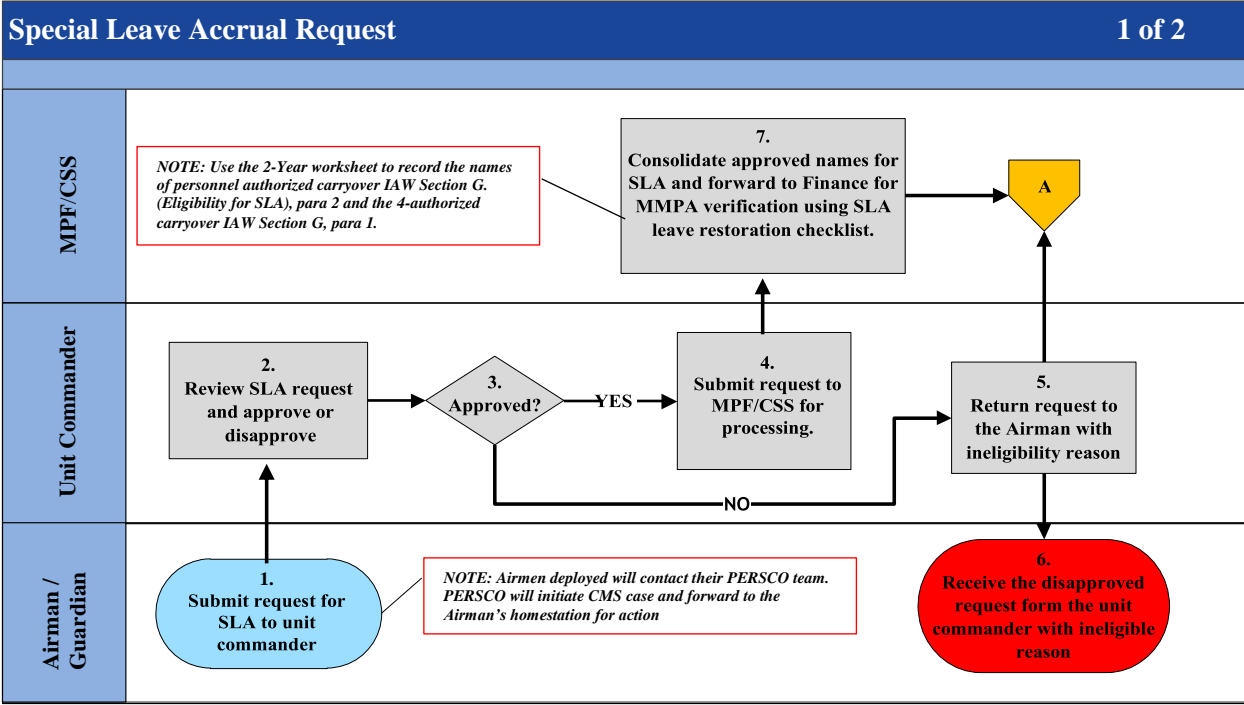 Special Leave Accrual Request
1 of 2
MPF/CSS
NOTE: Use the 2-Year worksheet to record the names
of personnel authorized carryover IAW Section G.
(Eligibility for SLA), para 2 and the 4-authorized
carryover IAW Section G, para 1.
7.
Consolidate approved names for
SLA and forward to Finance for
MMPA verification using SLA
leave restoration checklist.
A
Unit Commander
2.
Review SLA request
and approve or
disapprove
3.
Approved?
YES
4.
Submit request to
MPF/CSS for
processing.
5.
Return request to
the Airman with
ineligibility reason
NO
Airman /
Guardian
1.
Submit request for
SLA to unit
commander
NOTE: Airmen deployed will contact their PERSCO team.
PERSCO will initiate CMS case and forward to the
Airman’s homestation for action
6.
Receive the disapproved
request form the unit
commander with ineligible
reason